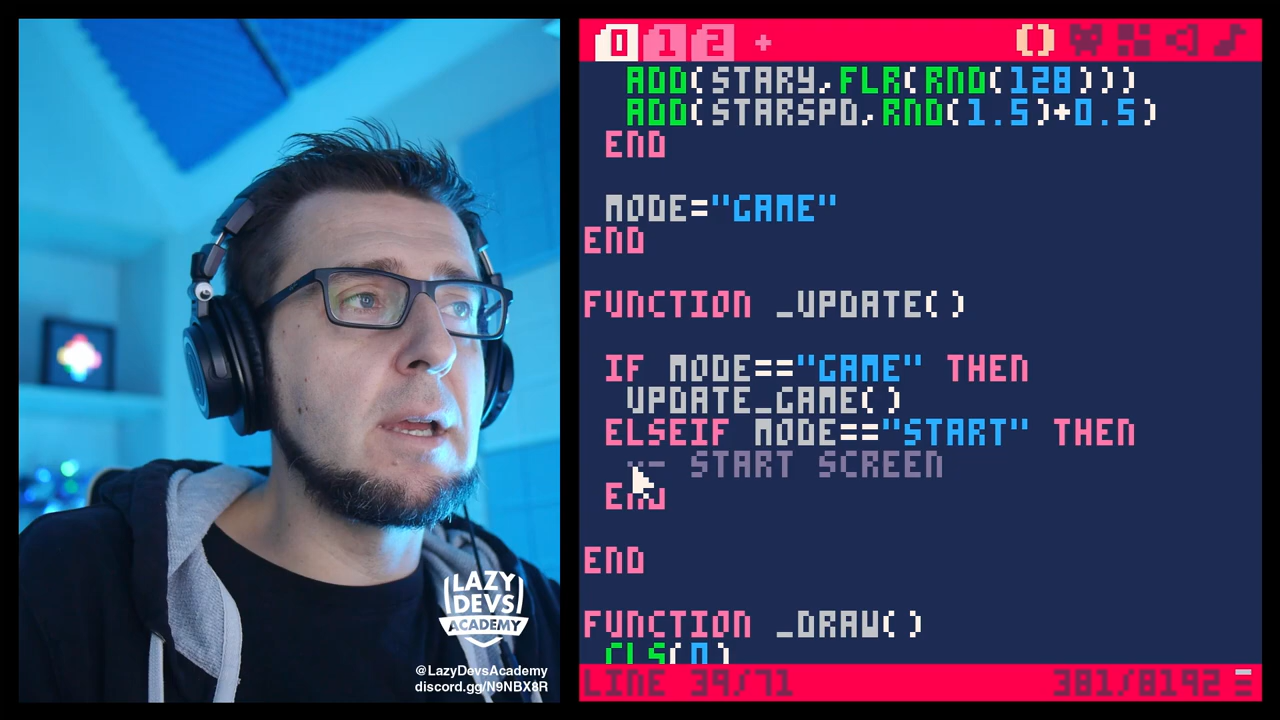 LAZY
DEVS
ACADEMY
@LazyDevsAcademy
discord.gg/N9NBX8R
0 1 2 +
ADD(STARY,FLR(RND(128)))
ADD(STARSPD,RND(1.5)+0.5)
END
MODE="GAME"
END
FUNCTION _UPDATE()
IF MODE=="GAME" THEN
UPDATE_GAME()
ELSEIF MODE=="START" THEN
-- START SCREEN
END
END
FUNCTION _DRAW()
CLS(0)
LINE 39/71
381/8192